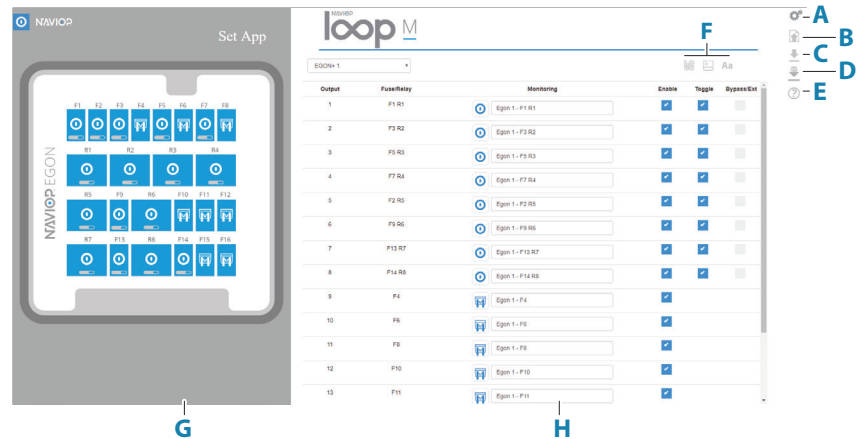 NAVIOP
Set App
F1 F2 F3 F4 F5 F6 F7 F8
R1 R2 R3 R4
R5 F9 R6 F10 F11 F12
R7 F13 R8 F14 F15 F16
NAVIOP EGON
NAVIOP
loop M
EGON+ 1
Aa
Output Fuse/Relay Monitoring Enable Toggle Bypass/Ext
1 F1 R1 Egon 1 - F1 R1
2 F3 R2 Egon 1 - F3 R2
3 F5 R3 Egon 1 - F5 R3
4 F7 R4 Egon 1 - F7 R4
5 F2 R5 Egon 1 - F2 R5
6 F9 R6 Egon 1 - F9 R6
7 F13 R7 Egon 1 - F13 R7
8 F14 R8 Egon 1 - F14 R8
9 F4 Egon 1 - F4
10 F6 Egon 1 - F6
11 F8 Egon 1 - F8
12 F10 Egon 1 - F10
13 F11 Egon 1 - F11
A
B
C
D
E
F
G
H